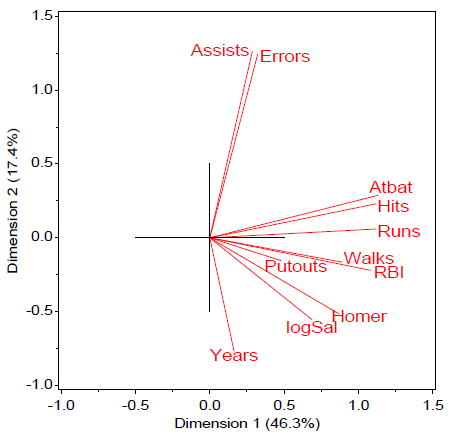 1.5
Assists
Errors
1.0
0.5
Atbat
Hits
Dimension 2 (17.4%)
0.0
Runs
Walks
Putouts
RBI
-0.5
Homer
logSal
Years
-1.0
-1.0 -0.5 0.0 0.5 1.0 1.5
Dimension 1 (46.3%)